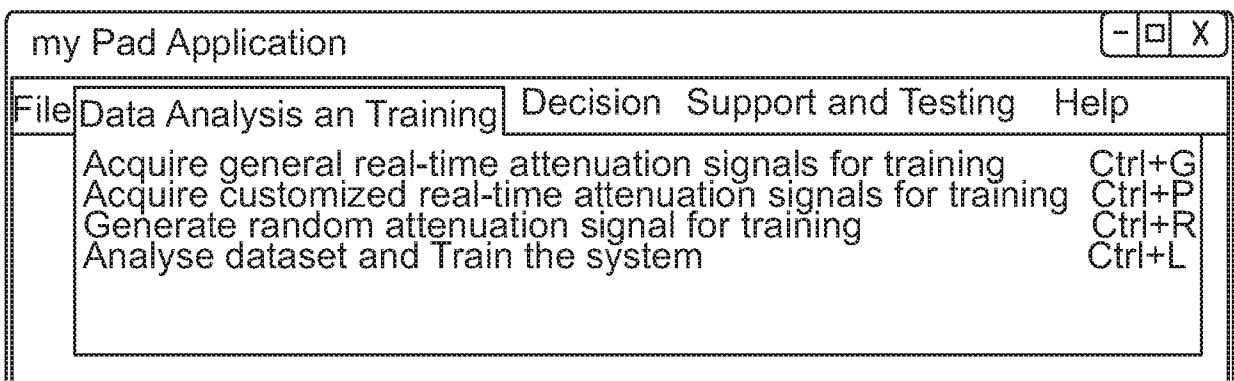 my Pad Application - □ X
File Data Analysis an Training Decision Support and Testing Help
Acquire general real-time attenuation signals for training Ctrl+G
Acquire customized real-time attenuation signals for training Ctrl+P
Generate random attenuation signal for training Ctrl+R
Analyse dataset and Train the system Ctrl+L